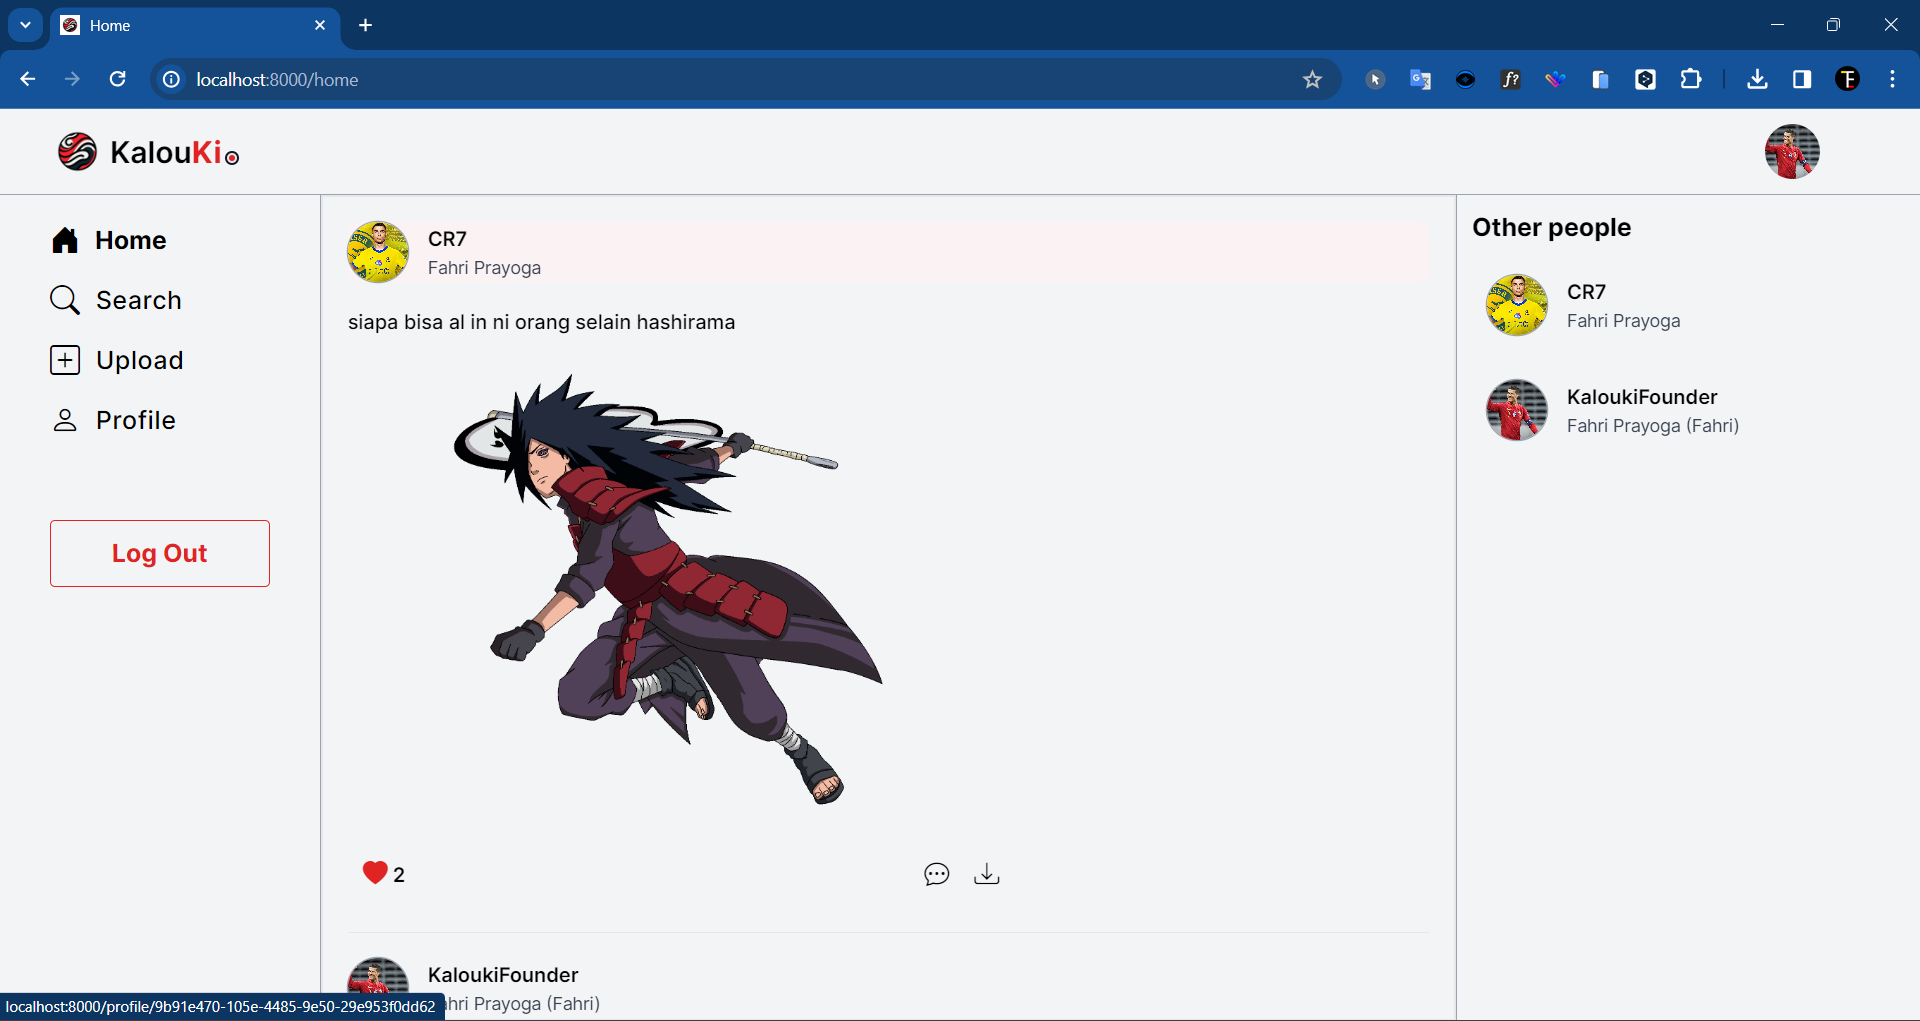 Home
localhost:8000/home
KalouKi
Home
Search
Upload
Profile
Log Out
CR7
Fahri Prayoga
siapa bisa al in ni orang selain hashirama
2
KaloukiFounder
hri Prayoga (Fahri)
Other people
CR7
Fahri Prayoga
KaloukiFounder
Fahri Prayoga (Fahri)
localhost:8000/profile/9b91e470-105e-4485-9e50-29e953f0dd62